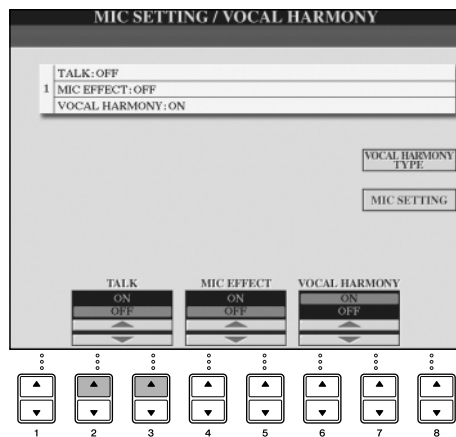 MIC SETTING / VOCAL HARMONY
TALK:OFF
1 MIC EFFECT:OFF
VOCAL HARMONY:ON
VOCAL HARMONY
TYPE
MIC SETTING
TALK MIC EFFECT VOCAL HARMONY
ON ON ON
OFF OFF OFF
1 2 3 4 5 6 7 8